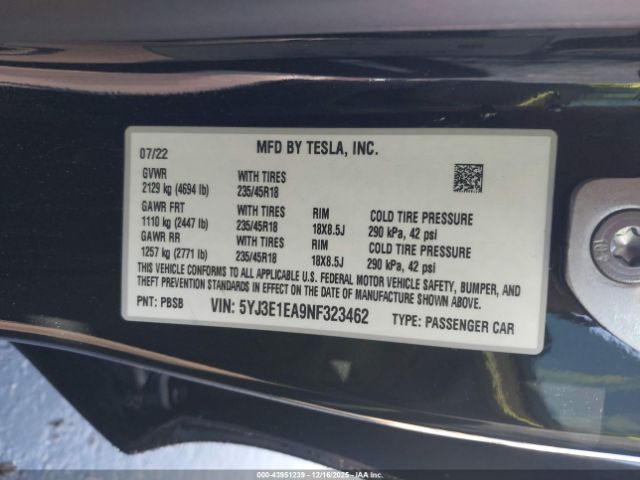 MFD BY TESLA, INC.
07/22
GVWR WITH TIRES
2129 kg (4694 lb) 235/45R18
GAWR FRT WITH TIRES RIM COLD TIRE PRESSURE
1110 kg (2447 lb) 235/45R18 18X8.5J 290 kPa, 42 psi
GAWR RR WITH TIRES RIM COLD TIRE PRESSURE
1257 kg (2771 lb) 235/45R18 18X8.5J 290 kPa, 42 psi
THIS VEHICLE CONFORMS TO ALL APPLICABLE U.S. FEDERAL MOTOR VEHICLE SAFETY, BUMPER, AND
THEFT PREVENTION STANDARDS IN EFFECT ON THE DATE OF MANUFACTURE SHOWN ABOVE.
PNT: PBSB VIN: 5YJ3E1EA9NF323462 TYPE: PASSENGER CAR
000-43951239 - 12/16/2025 - IAAI.COM